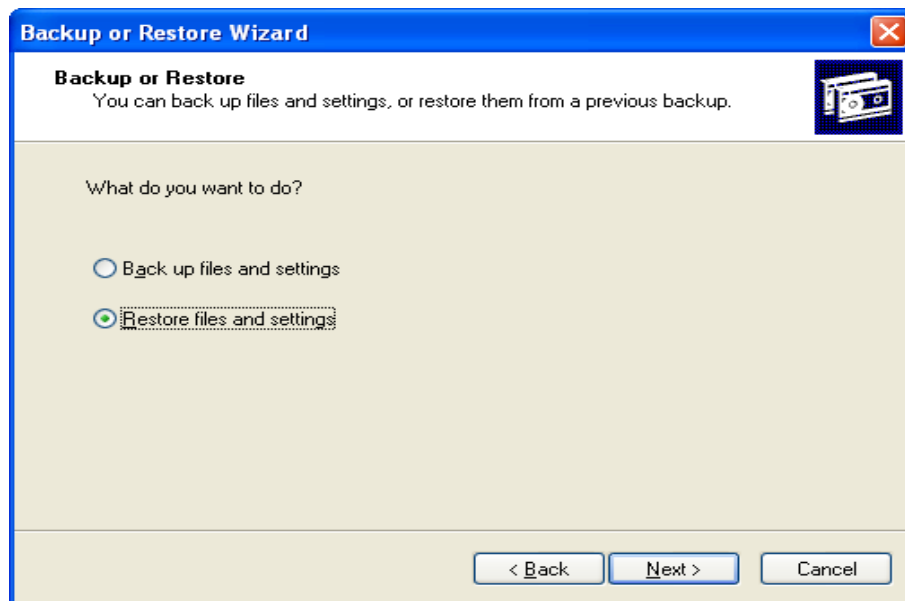 Backup or Restore Wizard
Backup or Restore
You can back up files and settings, or restore them from a previous backup.
What do you want to do?
Back up files and settings
Restore files and settings
< Back
Next >
Cancel